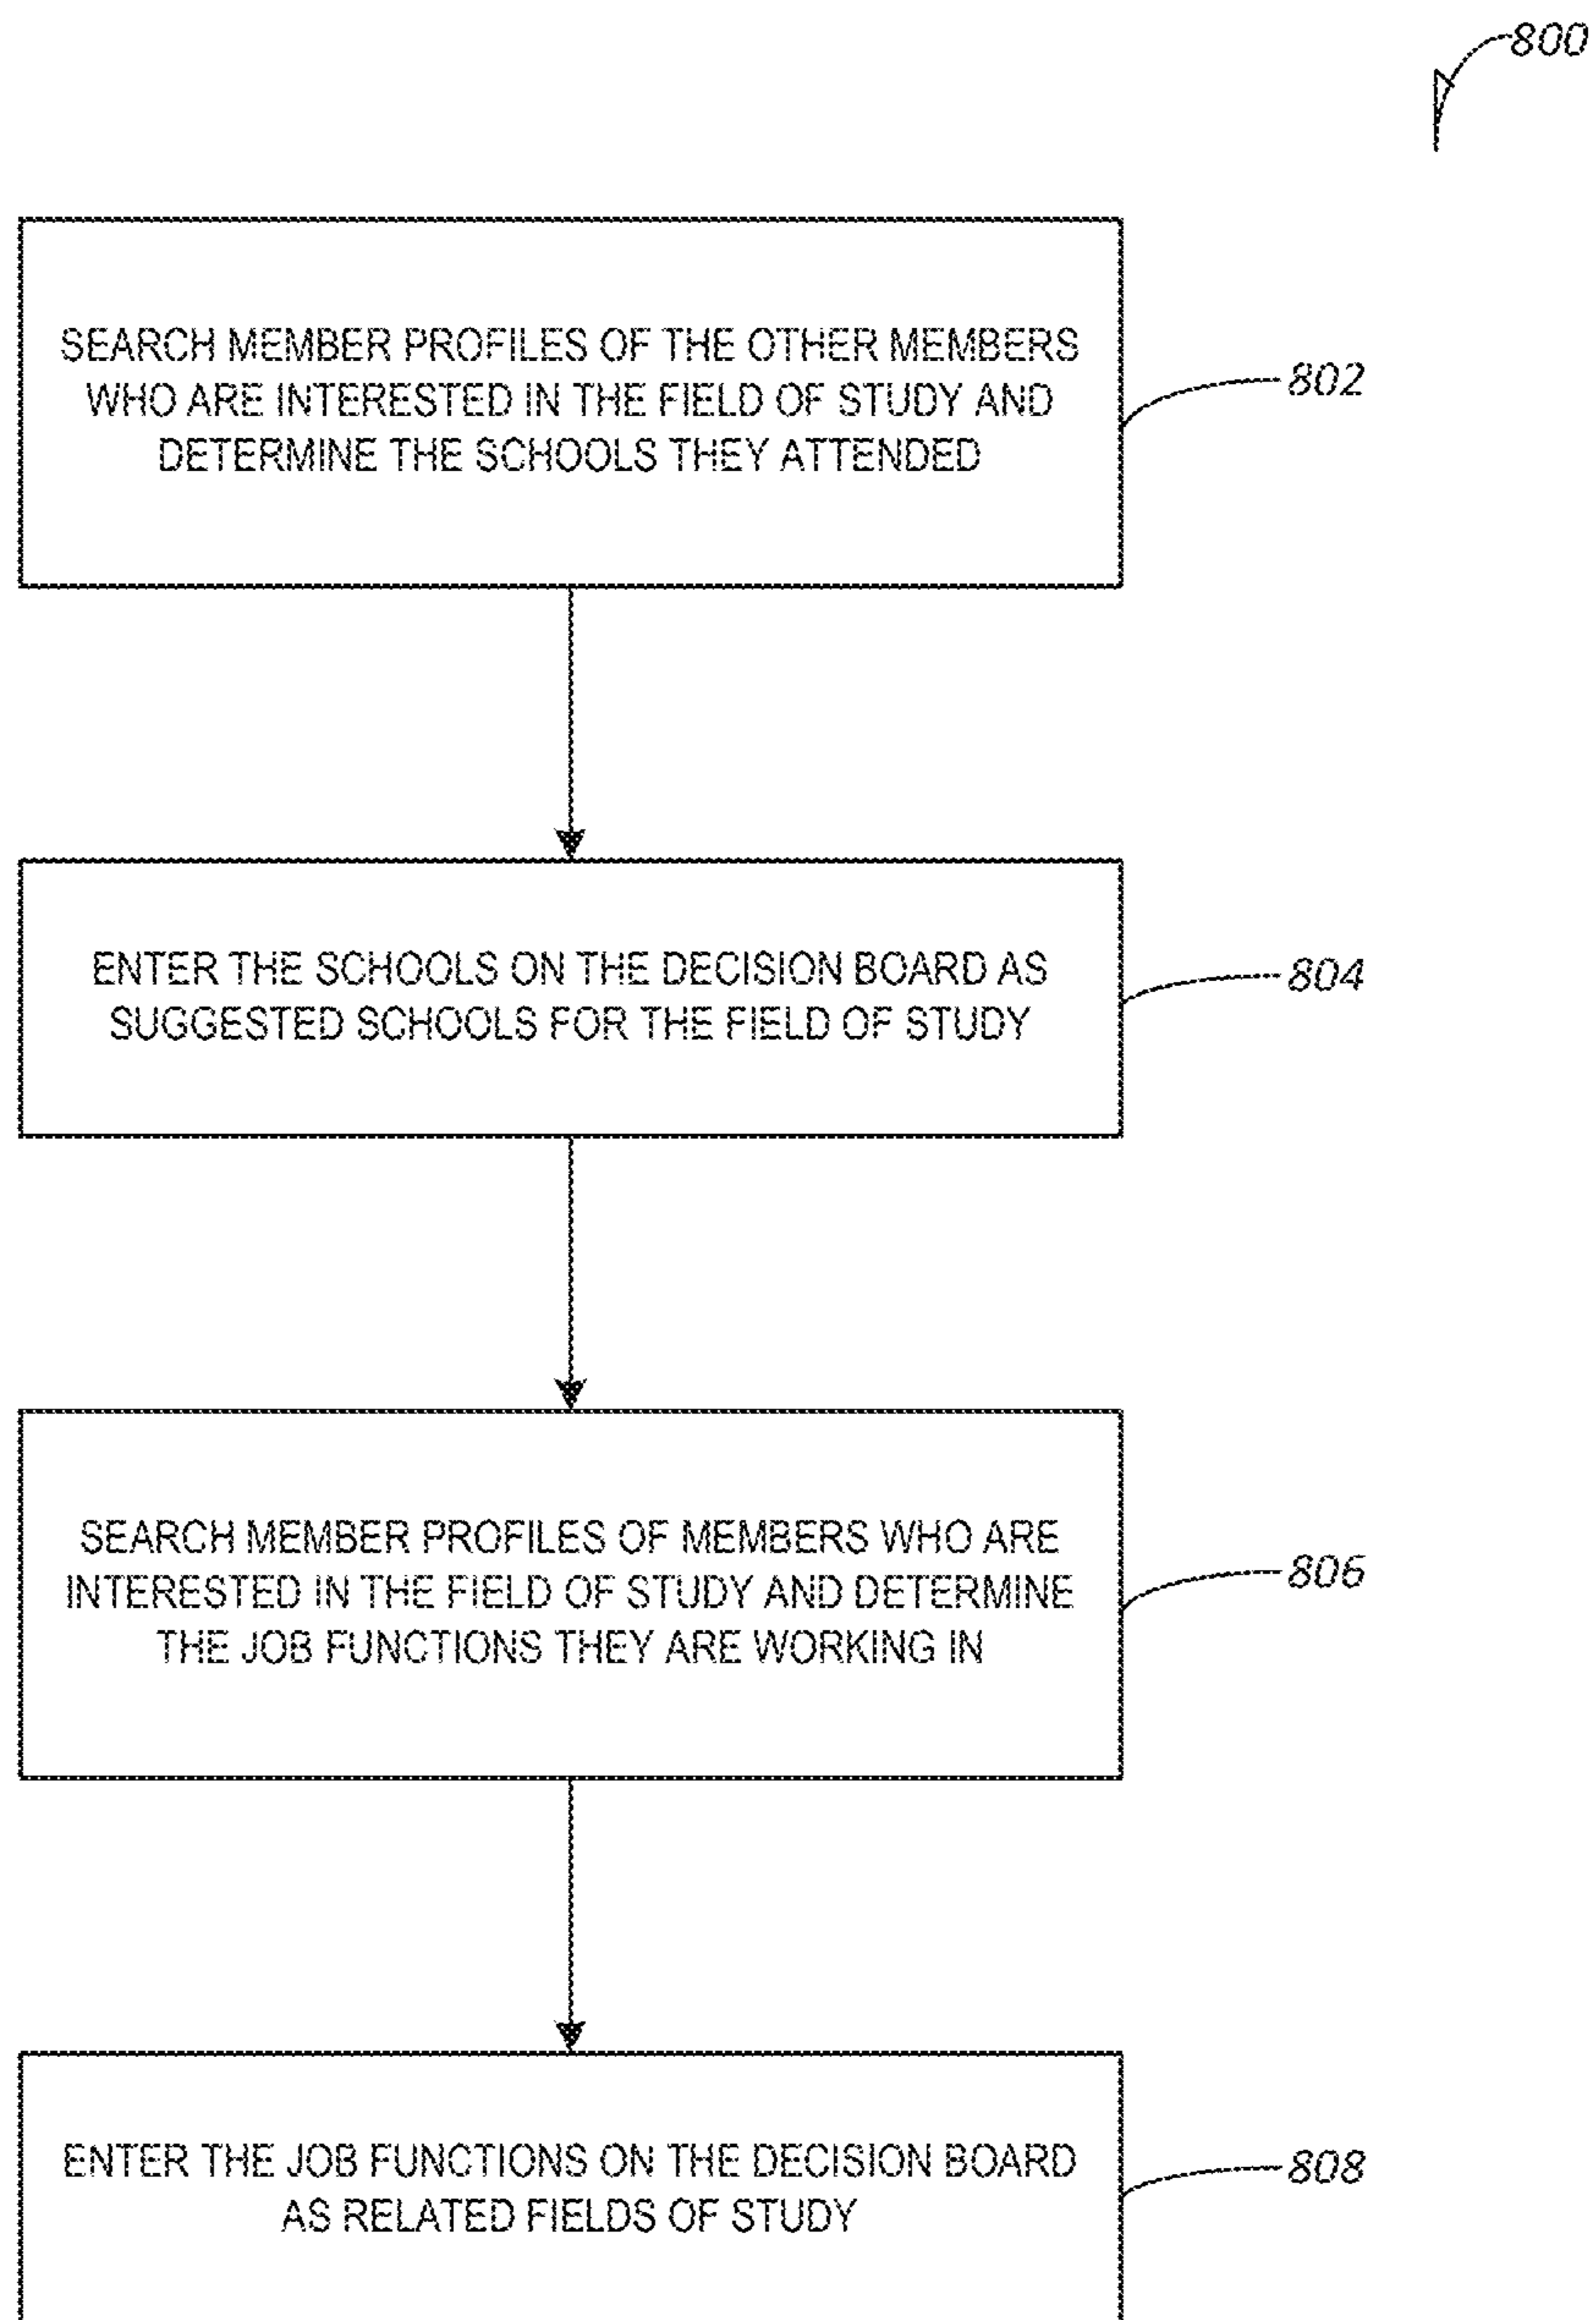 800
SEARCH MEMBER PROFILES OF THE OTHER MEMBERS
WHO ARE INTERESTED IN THE FIELD OF STUDY AND
DETERMINE THE SCHOOLS THEY ATTENDED
802
ENTER THE SCHOOLS ON THE DECISION BOARD AS
SUGGESTED SCHOOLS FOR THE FIELD OF STUDY
804
SEARCH MEMBER PROFILES OF MEMBERS WHO ARE
INTERESTED IN THE FIELD OF STUDY AND DETERMINE
THE JOB FUNCTIONS THEY ARE WORKING IN
806
ENTER THE JOB FUNCTIONS ON THE DECISION BOARD
AS RELATED FIELDS OF STUDY
808